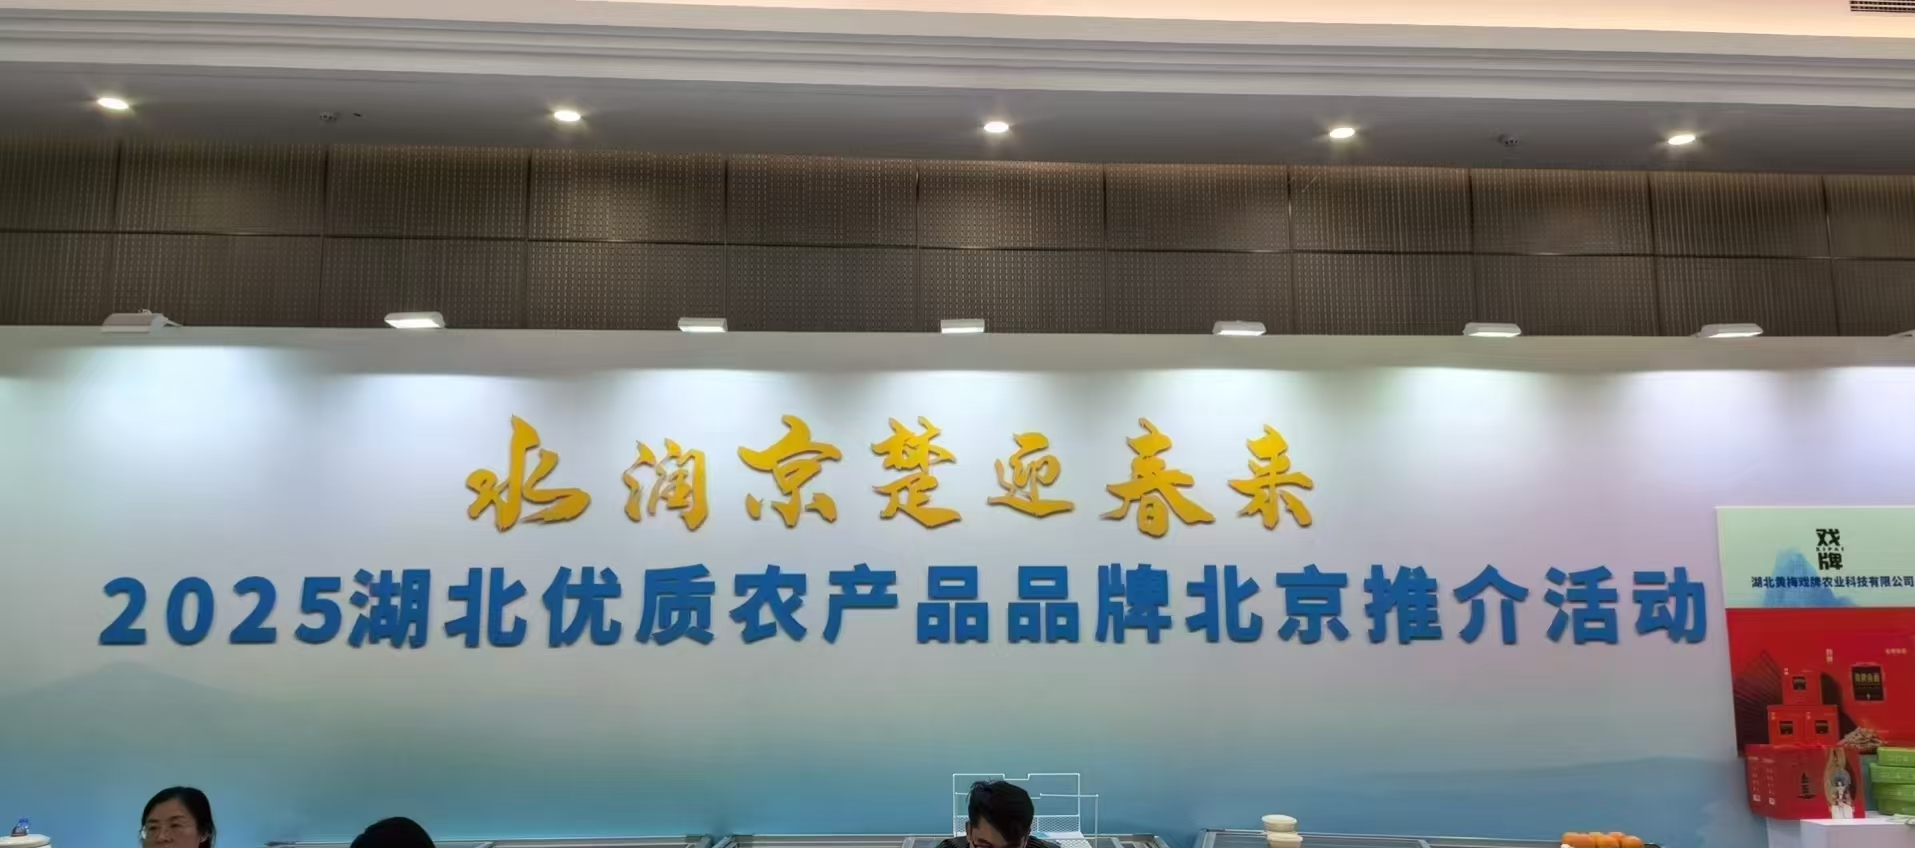 水润京楚迎春来
2025湖北优质农产品品牌北京推介活动
戏牌
XIPAI
湖北黄梅戏牌农业科技有限公司